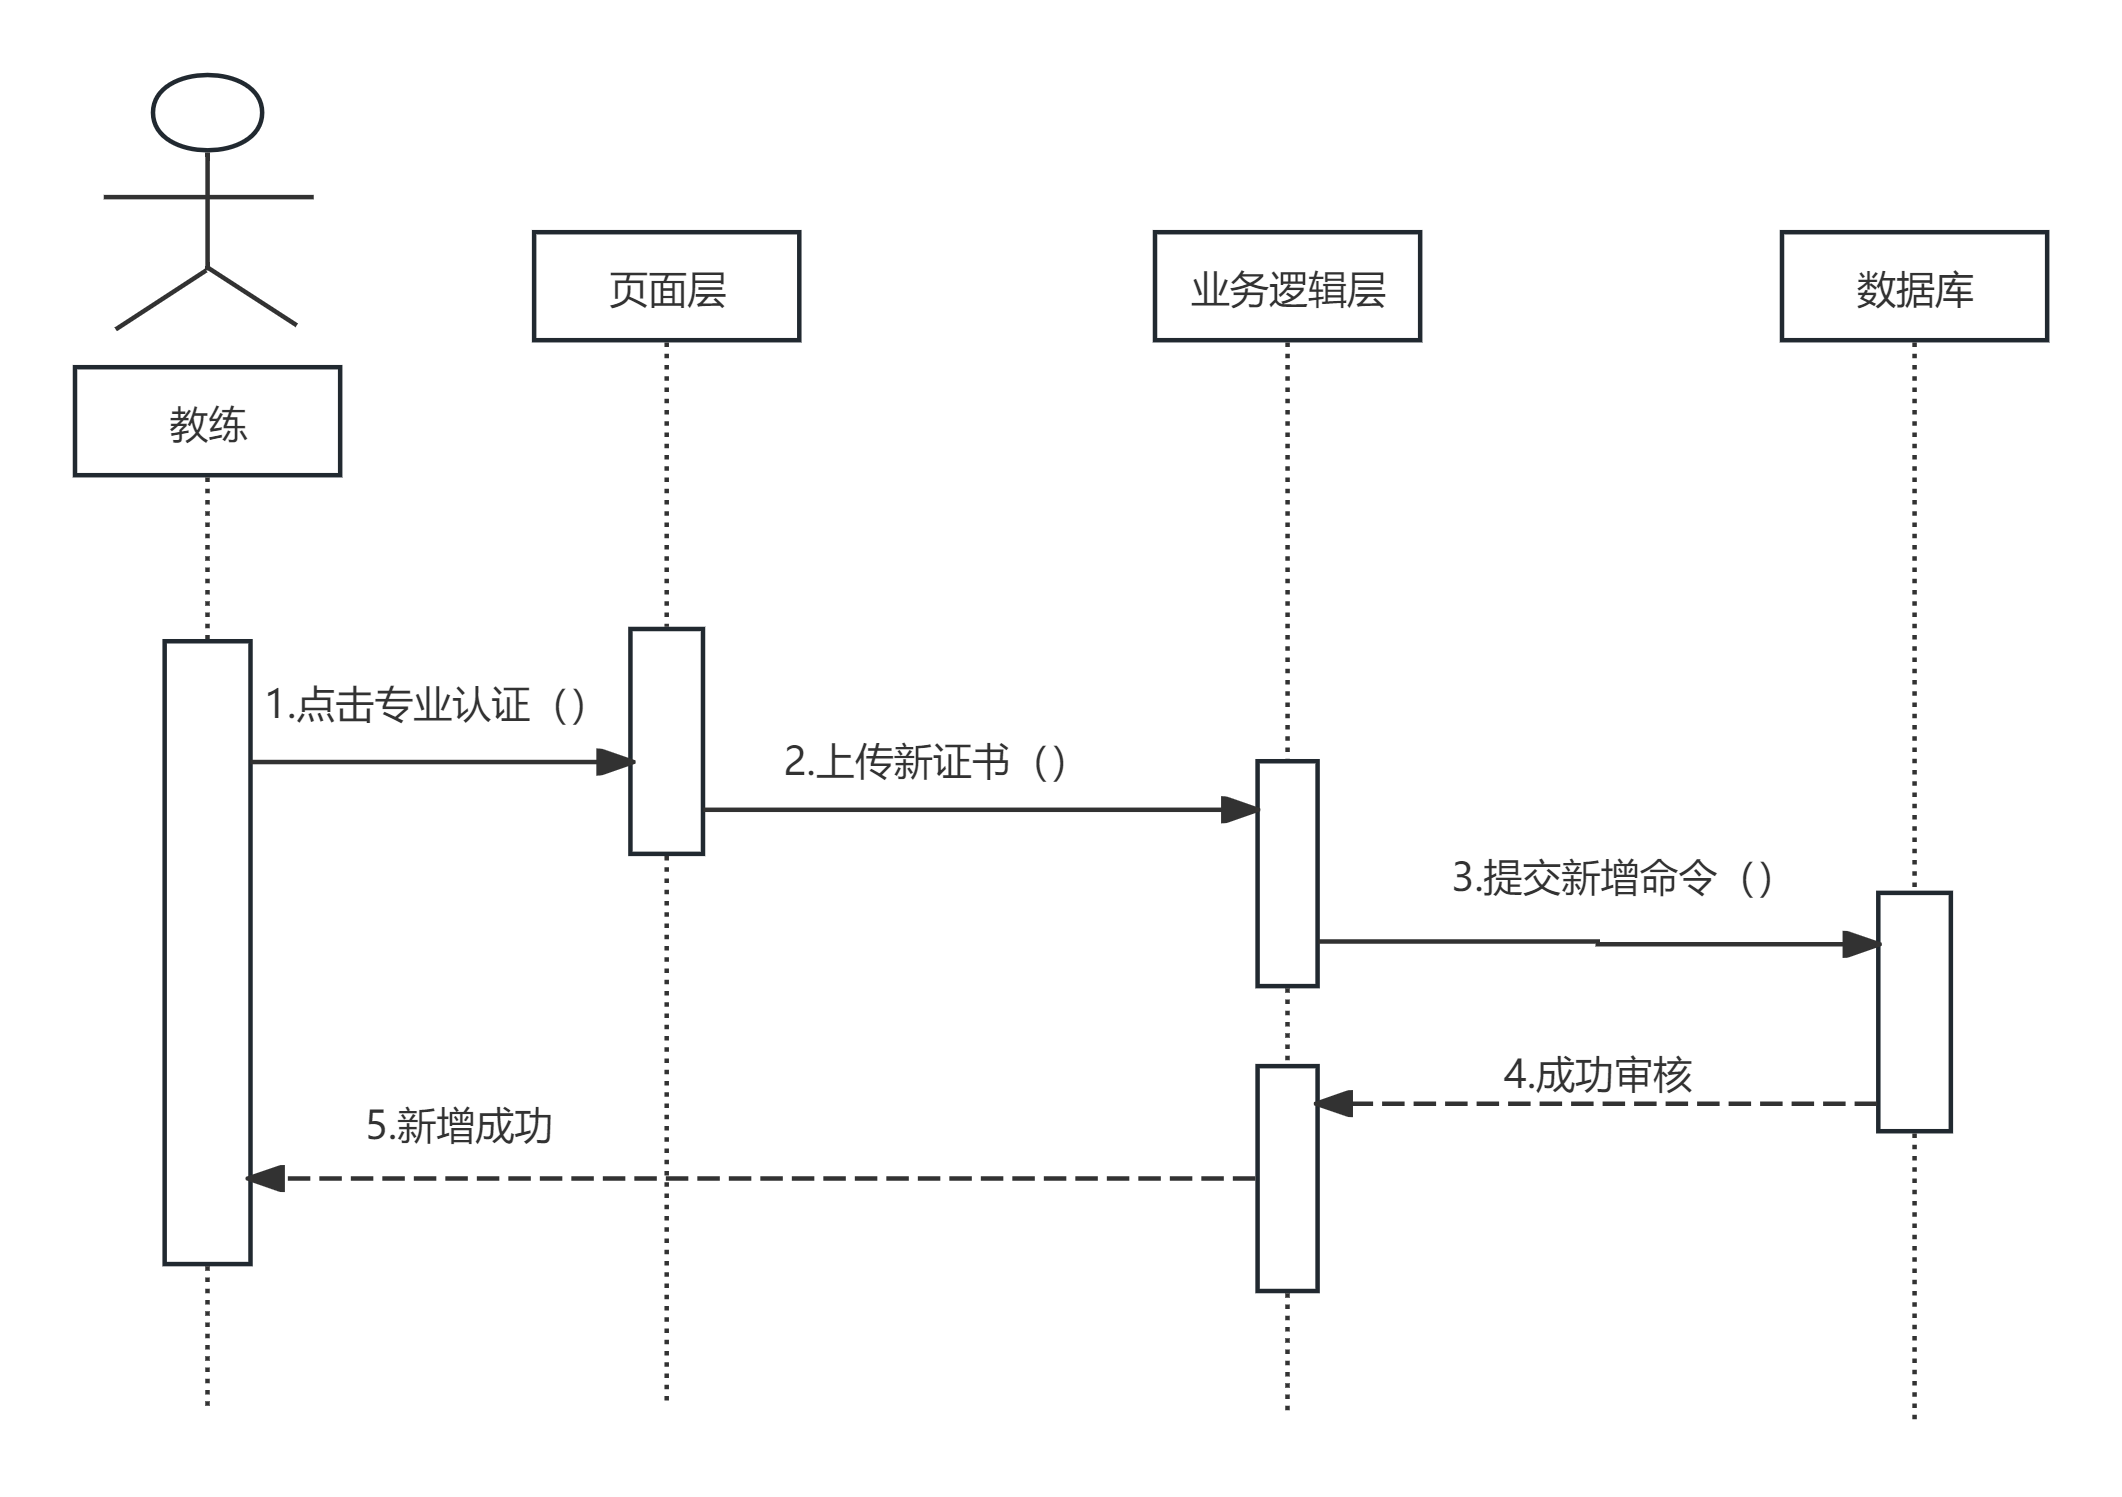 页面层
业务逻辑层
数据库
教练
1.点击专业认证（）
2.上传新证书（）
3.提交新增命令（）
4.成功审核
5.新增成功